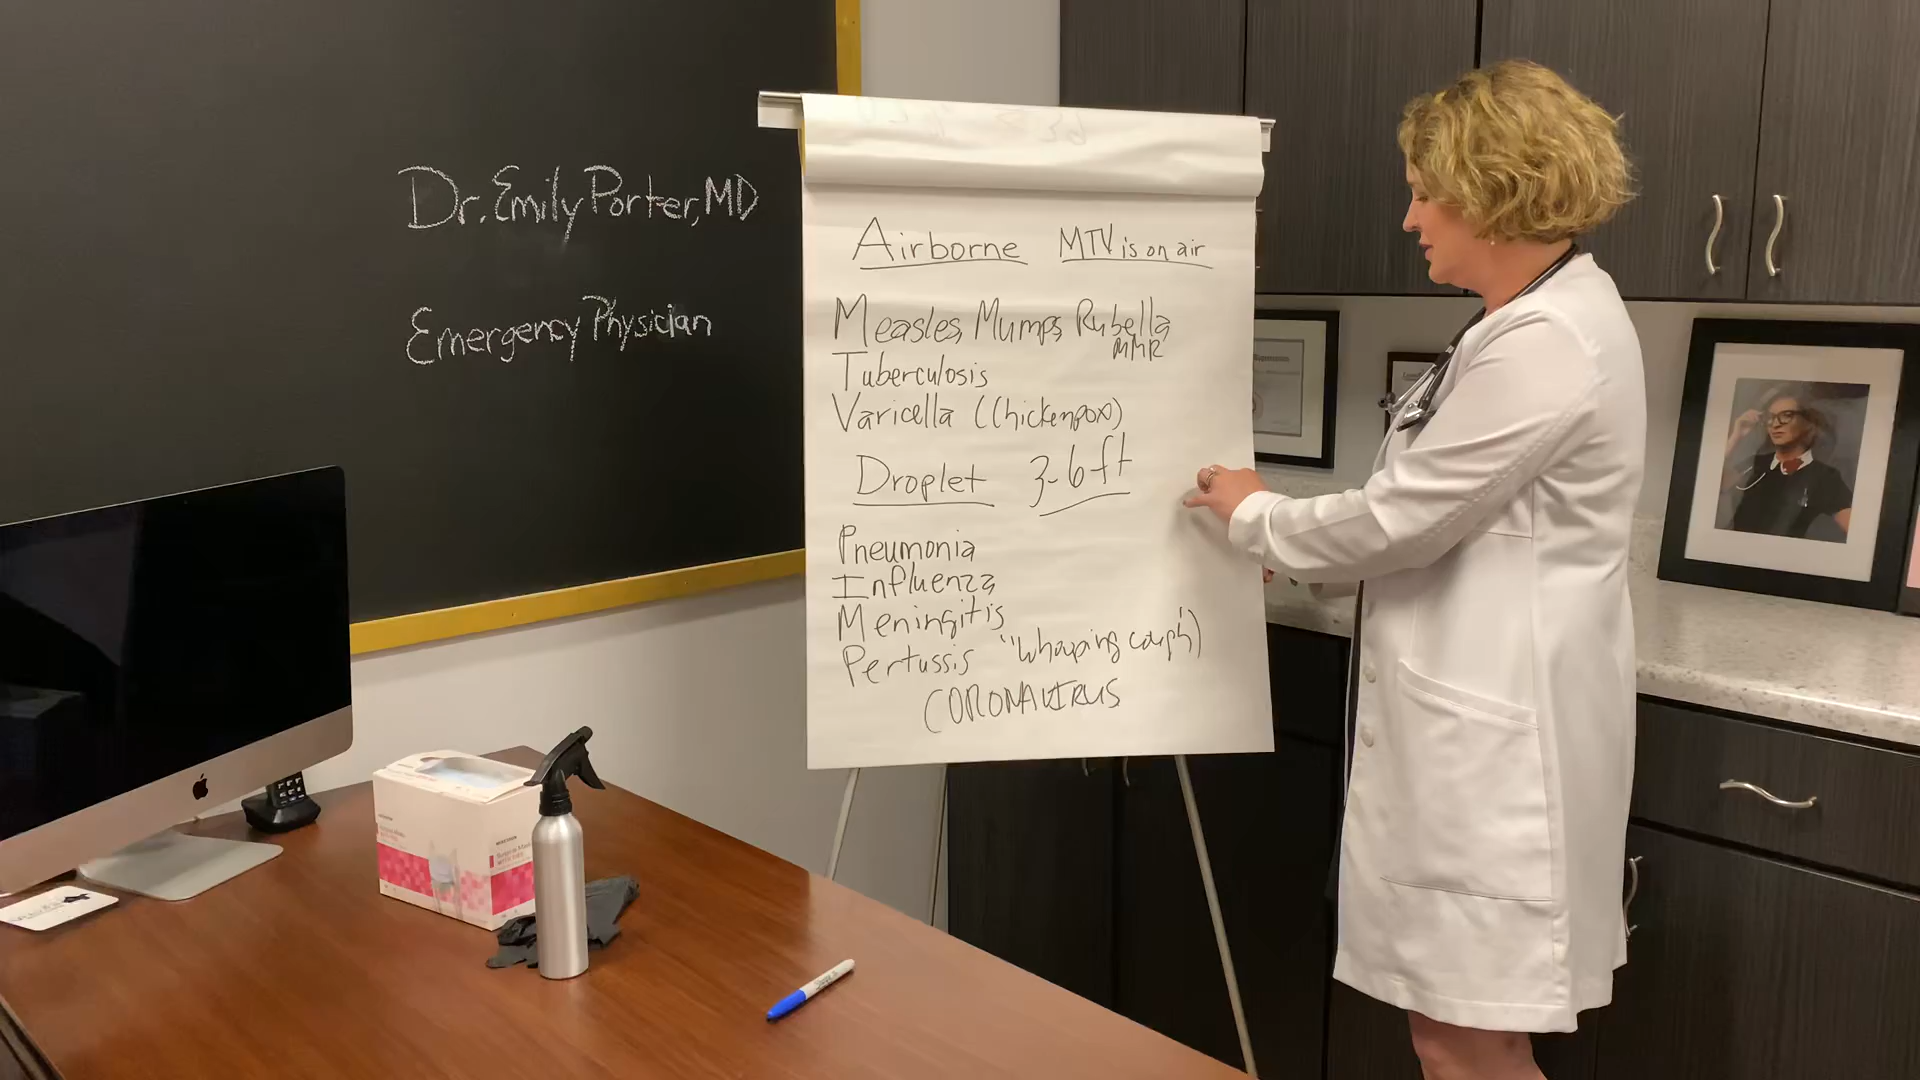 Dr. Emily Porter, MD
Emergency Physician
Airborne MTV is on air
Measles, Mumps, Rubella
MMR
Tuberculosis
Varicella (Chickenpox)
Droplet 3-6ft
Pneumonia
Influenza
Meningitis
Pertussis "Whooping cough")
CORONAVIRUS